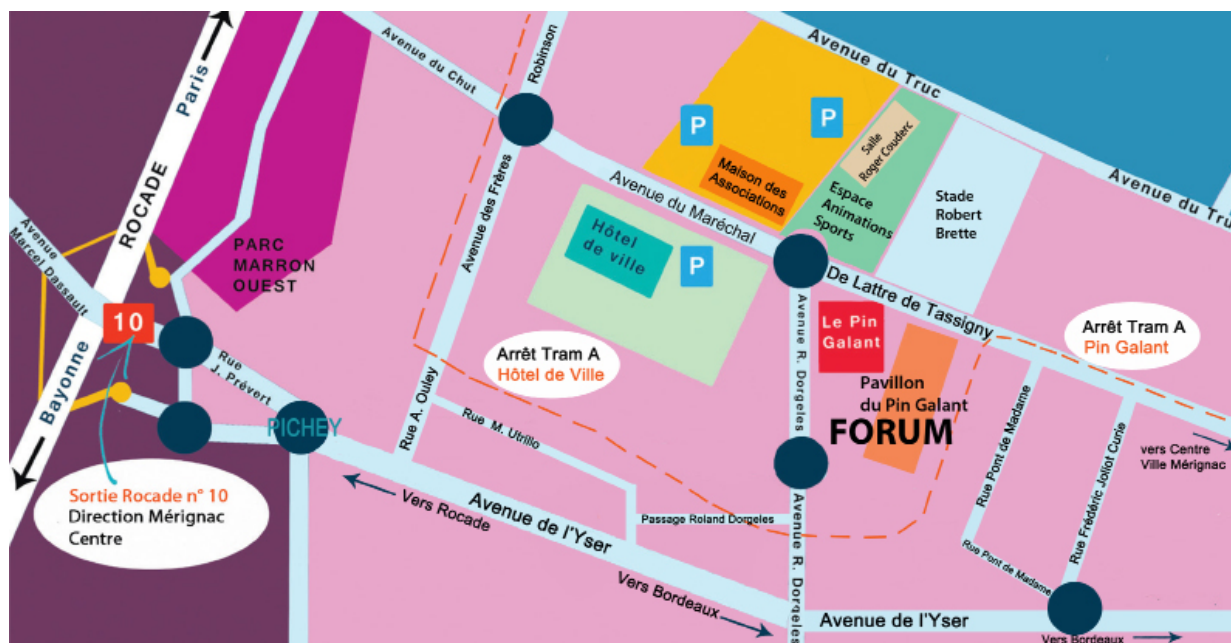 Paris
ROCADE
Bayonne
Avenue
Marcel Dassault
10
Rue
J. Prévert
PICHEY
Sortie Rocade n° 10
Direction Mérignac
Centre
PARC
MARRON
OUEST
Avenue du Chut
Robinson
Avenue des Frères
Rue A. Ouley
Arrêt Tram A
Hôtel de Ville
Hôtel
de ville
P
P
P
Maison des
Associations
Avenue du Maréchal
De Lattre de Tassigny
Avenue du Truc
Avenue du Truc
Salle
Roger Couderc
Espace
Animations
Sports
Stade
Robert
Brette
Le Pin
Galant
Pavillon
du Pin Galant
FORUM
Arrêt Tram A
Pin Galant
Avenue R. Dorgeles
Avenue R. Dorgeles
Rue M. Utrillo
Passage Roland Dorgeles
Rue Pont de Madame
Rue Pont de Madame
Rue Frédéric Joliot Curie
vers Centre
Ville Mérignac
Vers Rocade
Avenue de l'Yser
Vers Bordeaux
Avenue de l'Yser
Vers Bordeaux